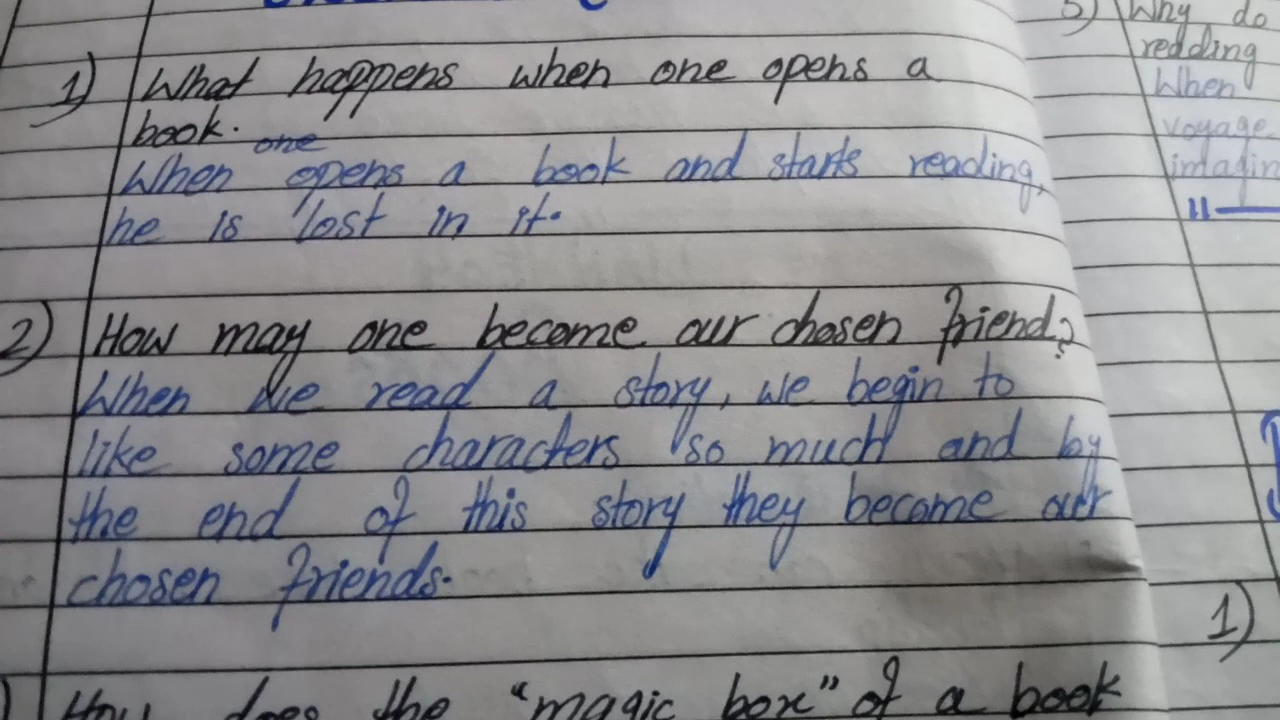 1) What happens when one opens a
book.
one
When opens a book and starts reading,
he is lost in it.
2) How may one become our chosen friend?
When we read a story, we begin to
like some characters so much and by
the end of this story they become our
chosen friends.
How does the "magic box" of a book
5) Why do
redding
When
voyage
imagin
1)